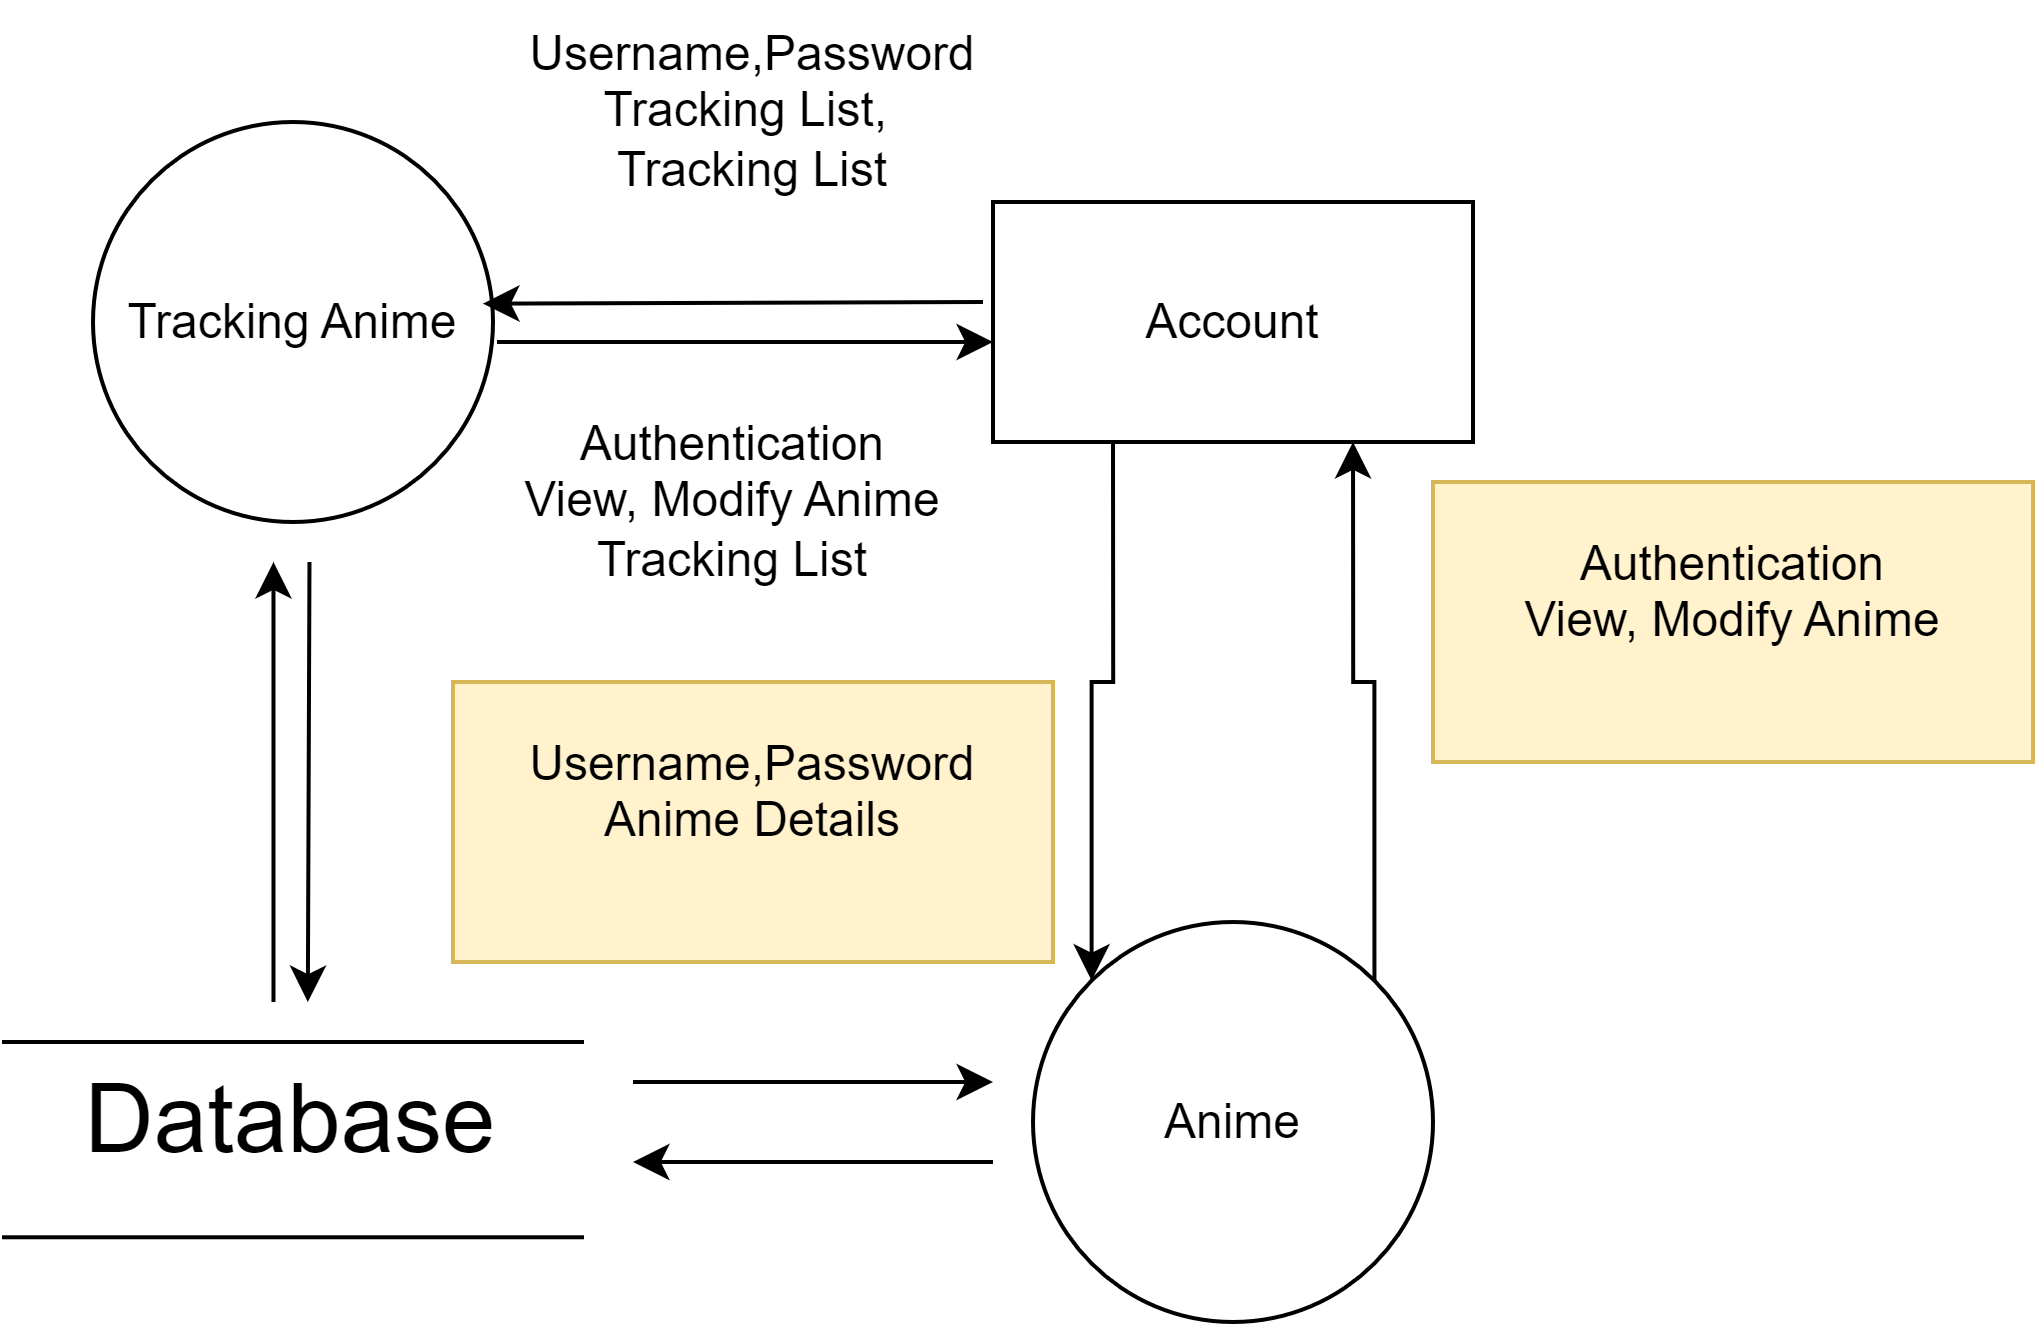 Username,Password
Tracking List,
Tracking List
Tracking Anime
Account
Authentication
View, Modify Anime
Tracking List
Authentication
View, Modify Anime
Username,Password
Anime Details
Database
Anime